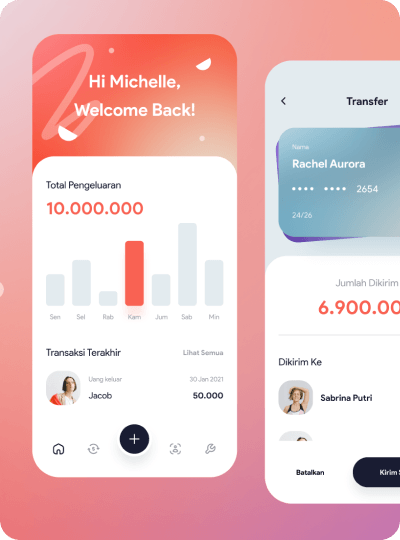 Hi Michelle,
Welcome Back!
Total Pengeluaran
10.000.000
Sen Sel Rab Kam Jum Sab Min
Transaksi Terakhir
Lihat Semua
Uang keluar
30 Jan 2021
Jacob
50.000
Transfer
Name
Rachel Aurora
2654
24/26
Jumlah Dikirim
6.900.00
Dikirim Ke
Sabrina Putri
Batalkan
Kirim